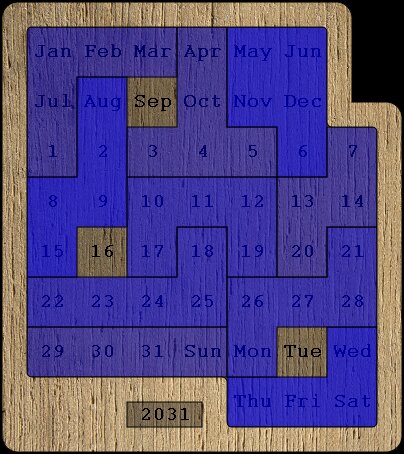 Jan Feb Mar Apr May Jun
Jul Aug Sep Oct Nov Dec
1 2 3 4 5 6 7
8 9 10 11 12 13 14
15 16 17 18 19 20 21
22 23 24 25 26 27 28
29 30 31 Sun Mon Tue Wed
Thu Fri Sat
2031